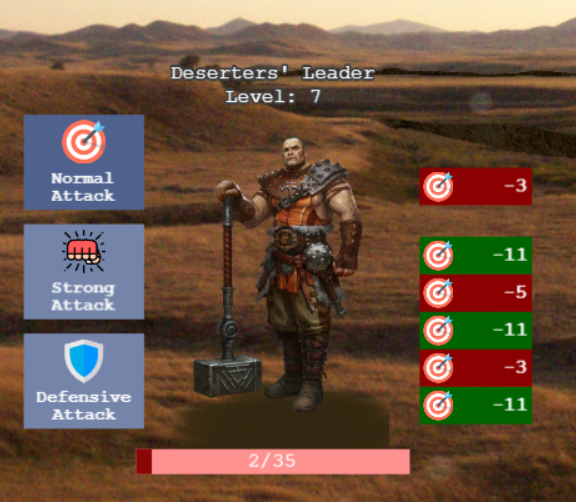 Deserters' Leader
Level: 7
Normal
Attack
Strong
Attack
Defensive
Attack
-3
-11
-5
-11
-3
-11
2/35